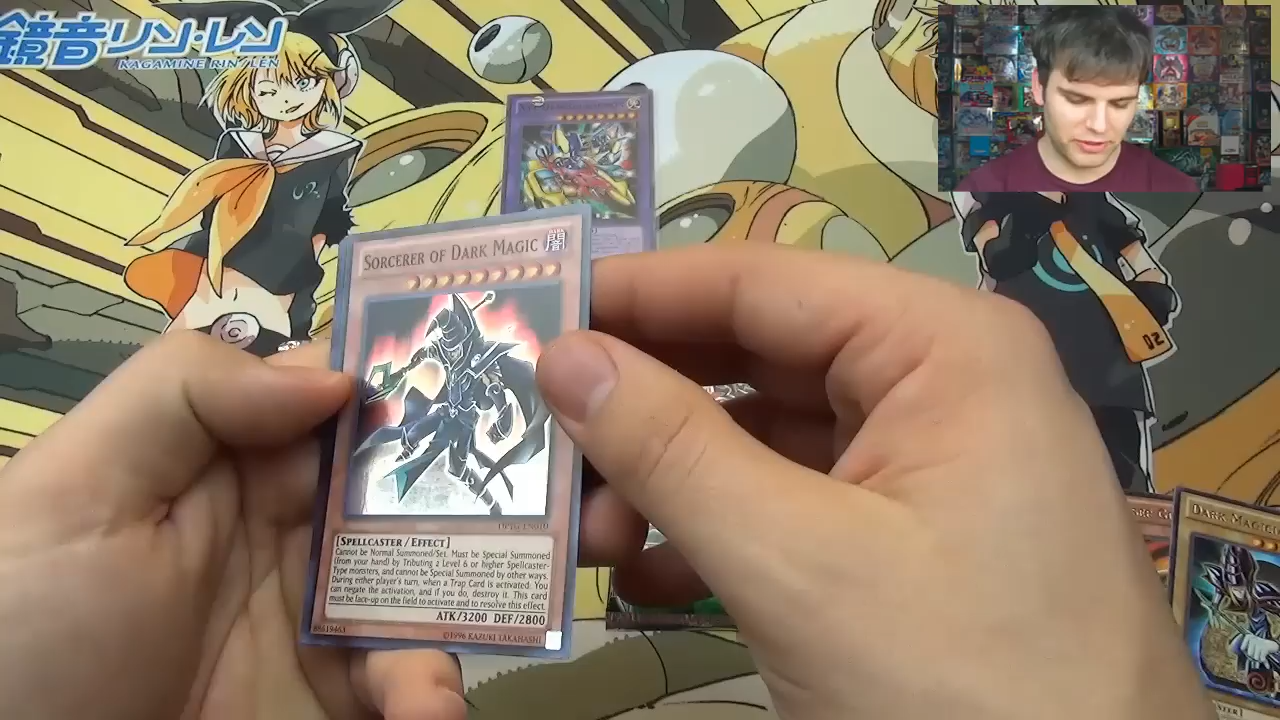 鏡音リン・レン
KAGAMINE RIN/LEN
02
SORCERER OF DARK MAGIC
DARK
闇
[SPELLCASTER / EFFECT]
Cannot be Normal Summoned/Set. Must be Special Summoned
(from your hand) by Tributing 2 Level 6 or higher Spellcaster-
Type monsters, and cannot be Special Summoned by other ways.
During either player's turn, when a Trap Card is activated: You
can negate the activation, and if you do, destroy it. This card
must be face-up on the field to activate and to resolve this effect.
ATK/3200 DEF/2800
©1996 KAZUKI TAKAHASHI
02
DARK MAGIC